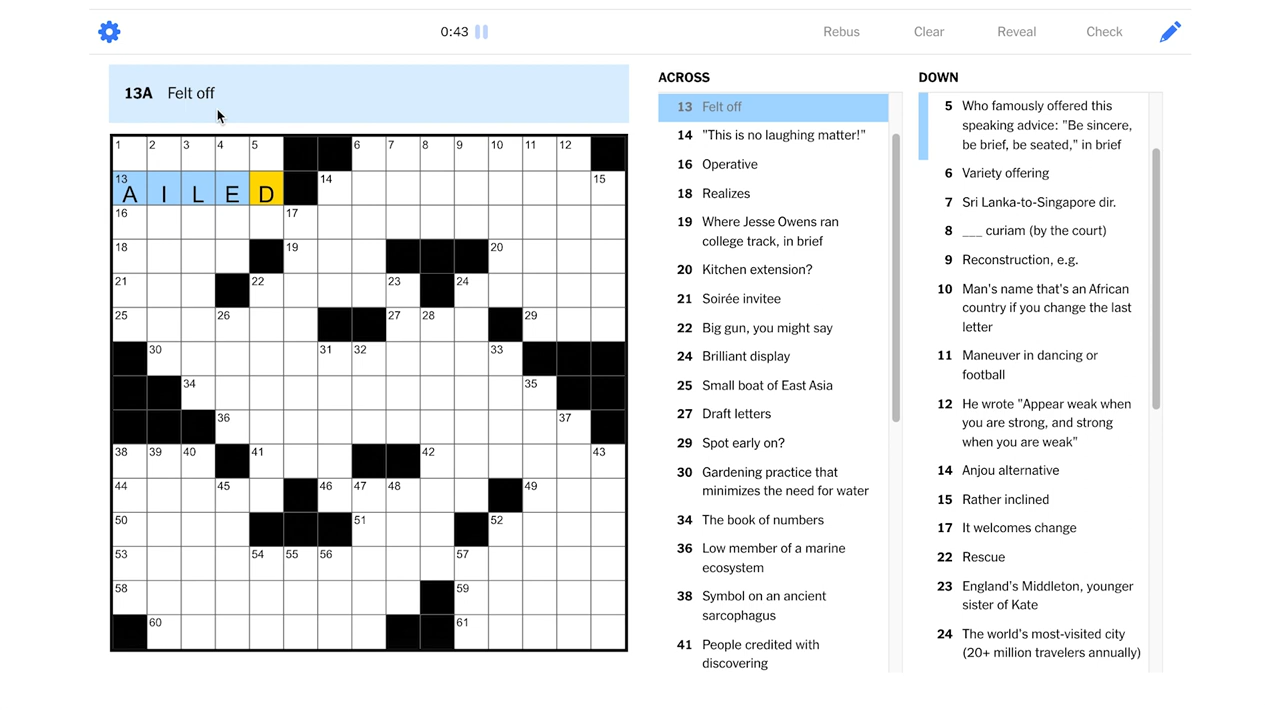 0:43
Rebus
Clear
Reveal
Check
13A Felt off
ACROSS
13 Felt off
14 "This is no laughing matter!"
16 Operative
18 Realizes
19 Where Jesse Owens ran
college track, in brief
20 Kitchen extension?
21 Soirée invitee
22 Big gun, you might say
24 Brilliant display
25 Small boat of East Asia
27 Draft letters
29 Spot early on?
30 Gardening practice that
minimizes the need for water
34 The book of numbers
36 Low member of a marine
ecosystem
38 Symbol on an ancient
sarcophagus
41 People credited with
discovering
DOWN
5 Who famously offered this
speaking advice: "Be sincere,
be brief, be seated," in brief
6 Variety offering
7 Sri Lanka-to-Singapore dir.
8 ___ curiam (by the court)
9 Reconstruction, e.g.
10 Man's name that's an African
country if you change the last
letter
11 Maneuver in dancing or
football
12 He wrote "Appear weak when
you are strong, and strong
when you are weak"
14 Anjou alternative
15 Rather inclined
17 It welcomes change
22 Rescue
23 England's Middleton, younger
sister of Kate
24 The world's most-visited city
(20+ million travelers annually)
1 2 3 4 5 6 7 8 9 10 11 12
13 A I L E D 14 15
16 17
18 19 20
21 22 23 24
25 26 27 28 29
30 31 32 33
34 35
36 37
38 39 40 41 42 43
44 45 46 47 48 49
50 51 52
53 54 55 56 57
58 59
60 61